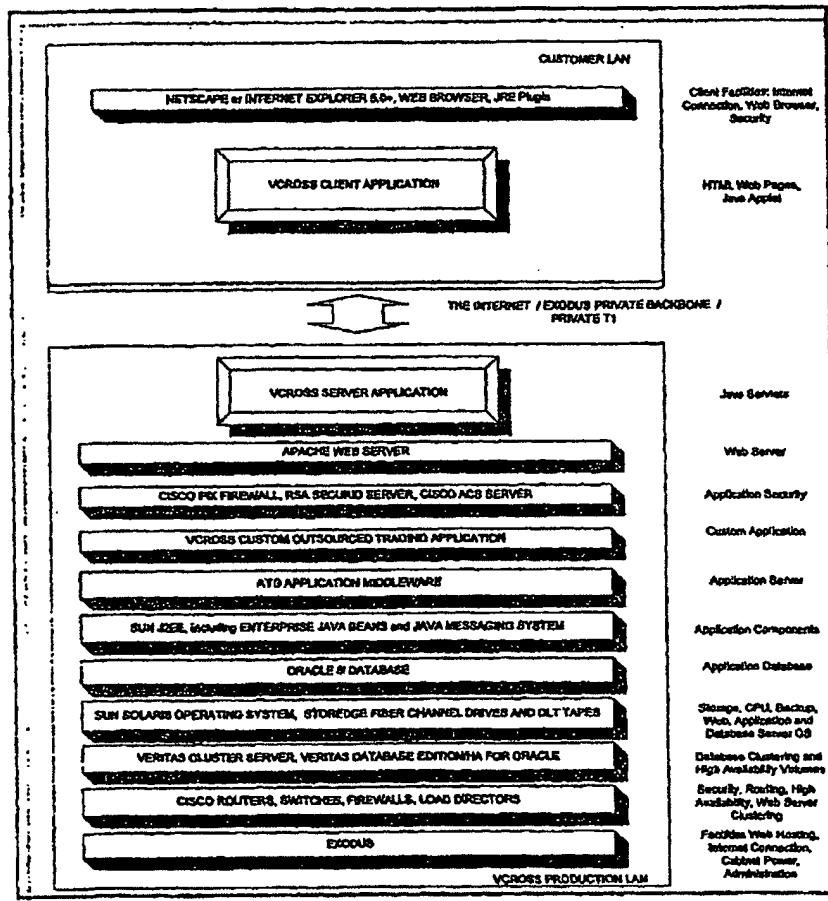 CUSTOMER LAN
NETSCAPE or INTERNET EXPLORER 5.0+, WEB BROWSER, JRE Plugin
Client Facilities: Internet
Connection, Web Browser,
Security
VCROSS CLIENT APPLICATION
HTML Web Pages,
Java Applet
THE INTERNET / EXODUS PRIVATE BACKBONE /
PRIVATE T1
VCROSS SERVER APPLICATION
Java Servlets
APACHE WEB SERVER
Web Server
CISCO PIX FIREWALL, RSA SECURID SERVER, CISCO ACS SERVER
Application Security
VCROSS CUSTOM OUTSOURCED TRADING APPLICATION
Custom Application
ATG APPLICATION MIDDLEWARE
Application Server
SUN J2EE, including ENTERPRISE JAVA BEANS and JAVA MESSAGING SYSTEM
Application Components
ORACLE 8i DATABASE
Application Database
SUN SOLARIS OPERATING SYSTEM, STOREDGE FIBER CHANNEL DRIVES AND DLT TAPES
Storage, CPU, Backup,
Web, Application and
Database Server OS
VERITAS CLUSTER SERVER, VERITAS DATABASE EDITION/HA FOR ORACLE
Database Clustering and
High Availability Volumes
CISCO ROUTERS, SWITCHES, FIREWALLS, LOAD DIRECTORS
Security, Routing, High
Availability, Web Server
Clustering
EXODUS
Facilities Web Hosting,
Internet Connection,
Cabinet Power,
Administration
VCROSS PRODUCTION LAN